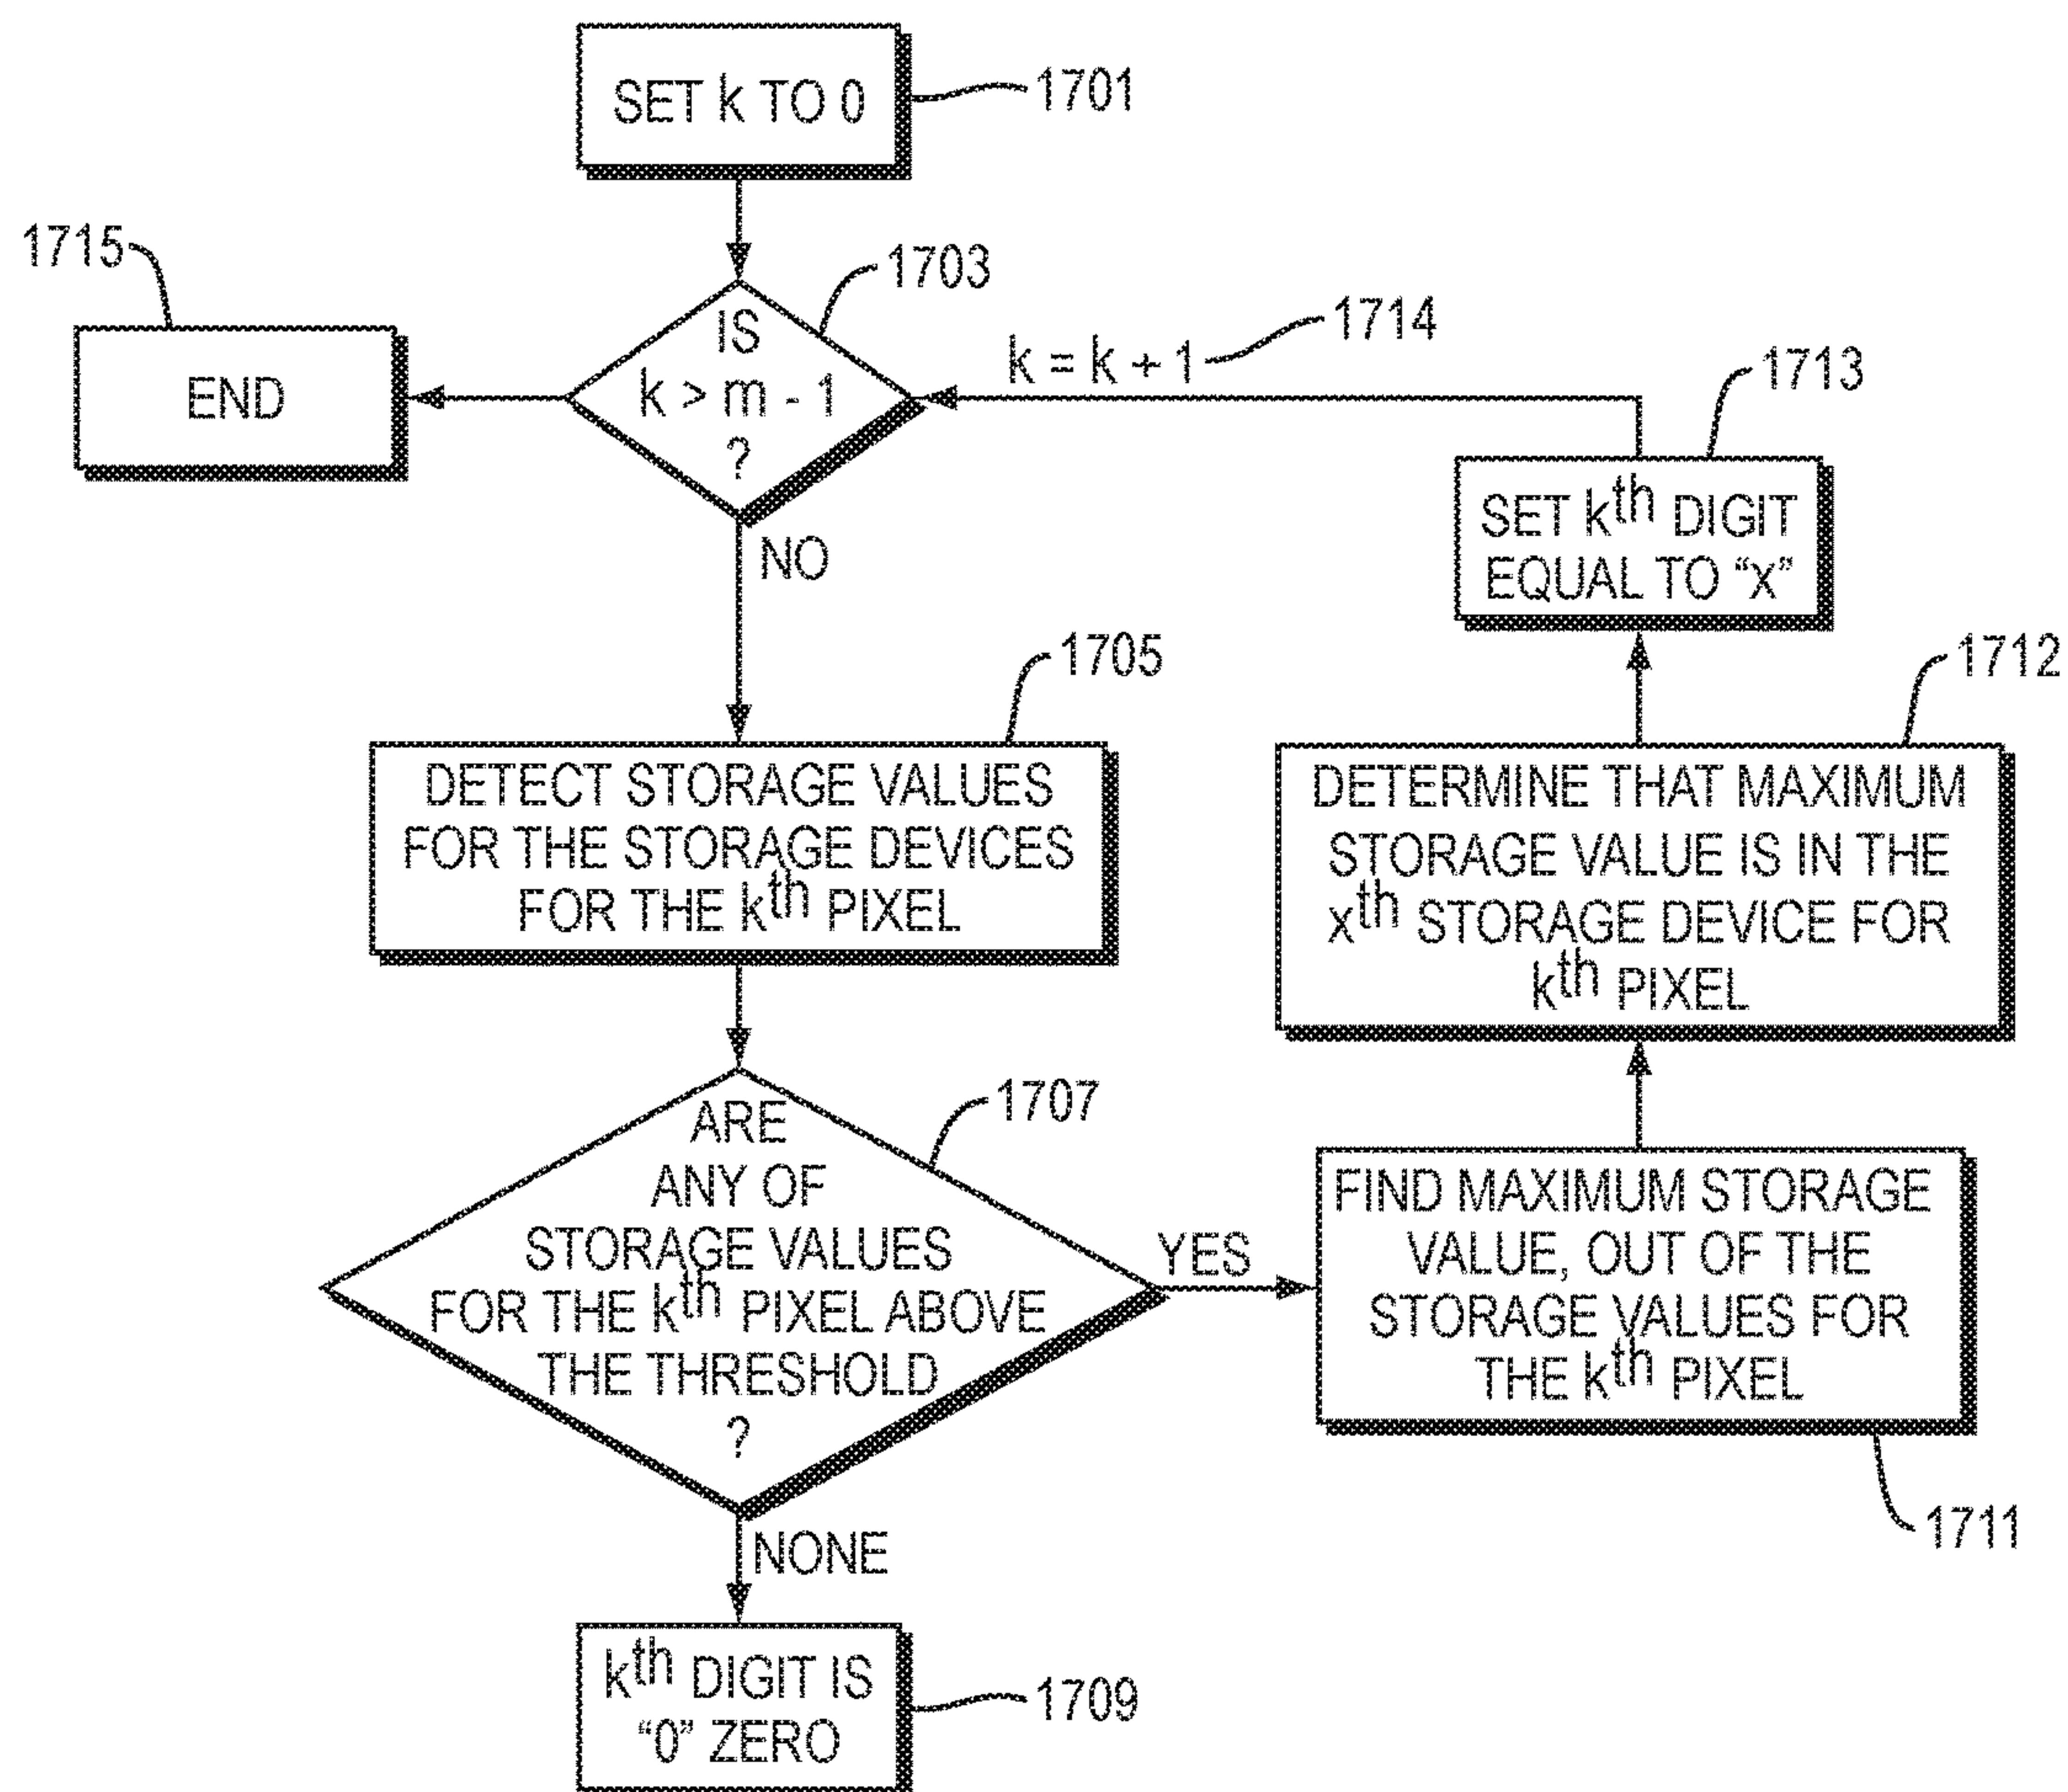 SET k TO 0
1701
1715
END
1703
IS
k > m - 1
?
k = k + 1
1714
1713
SET kth DIGIT
EQUAL TO “x”
NO
1705
DETECT STORAGE VALUES
FOR THE STORAGE DEVICES
FOR THE kth PIXEL
1712
DETERMINE THAT MAXIMUM
STORAGE VALUE IS IN THE
xth STORAGE DEVICE FOR
kth PIXEL
1707
ARE
ANY OF
STORAGE VALUES
FOR THE kth PIXEL ABOVE
THE THRESHOLD
?
YES
FIND MAXIMUM STORAGE
VALUE, OUT OF THE
STORAGE VALUES FOR
THE kth PIXEL
1711
NONE
kth DIGIT IS
“0” ZERO
1709